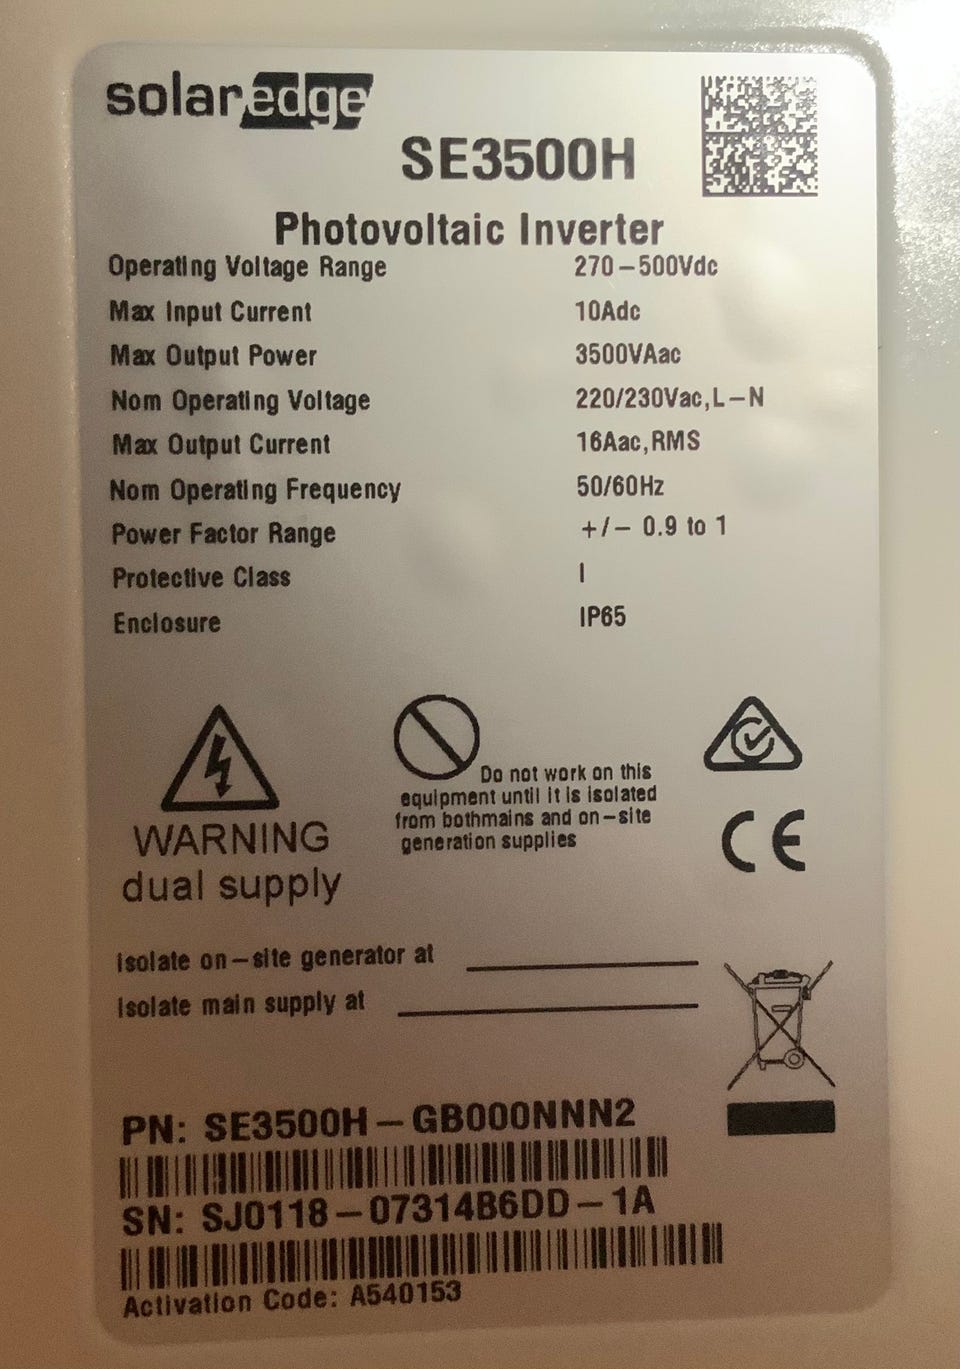 solaredge
SE3500H
Photovoltaic Inverter
Operating Voltage Range 270-500Vdc
Max Input Current 10Adc
Max Output Power 3500VAac
Nom Operating Voltage 220/230Vac,L-N
Max Output Current 16Aac,RMS
Nom Operating Frequency 50/60Hz
Power Factor Range +/- 0.9 to 1
Protective Class I
Enclosure IP65
WARNING
dual supply
Do not work on this
equipment until it is isolated
from bothmains and on-site
generation supplies
CE
Isolate on-site generator at
Isolate main supply at
PN: SE3500H-GB000NNN2
SN: SJ0118-07314B6DD-1A
Activation Code: A540153